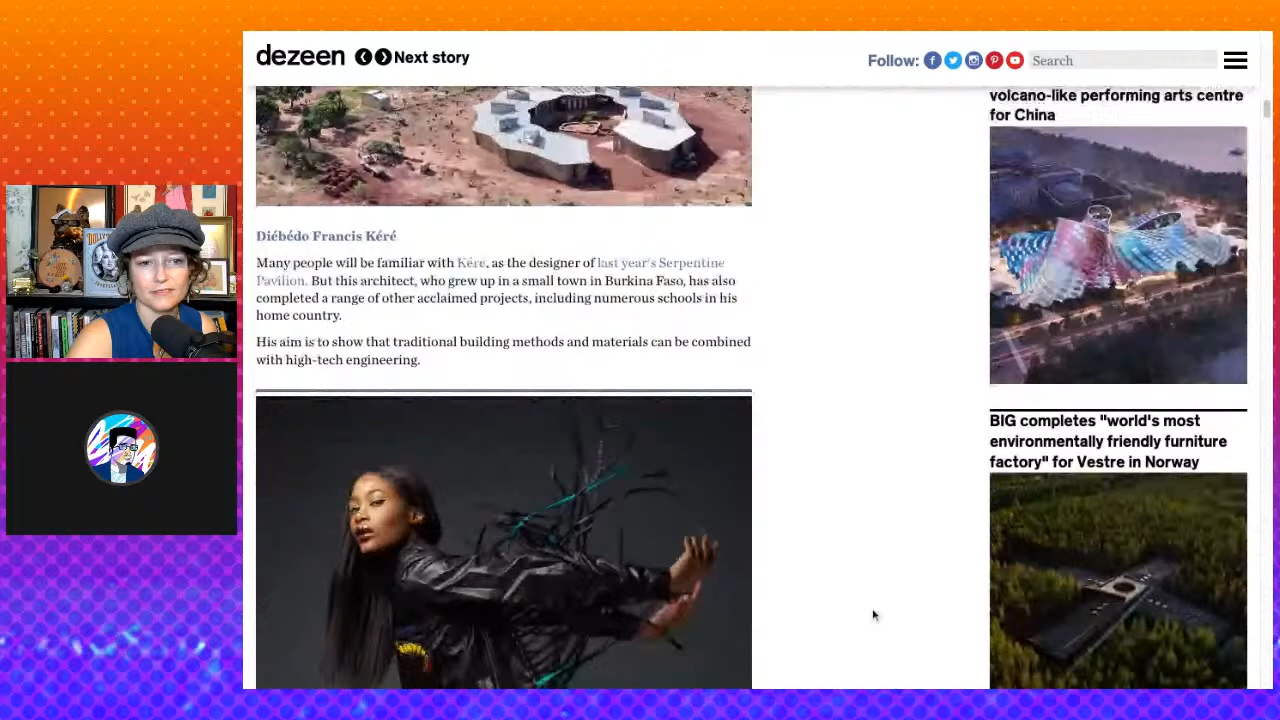 dezeen
Next story
Follow:
Search
volcano-like performing arts centre
for China
Diébédo Francis Kéré
Many people will be familiar with Kére, as the designer of last year's Serpentine
Pavilion. But this architect, who grew up in a small town in Burkina Faso, has also
completed a range of other acclaimed projects, including numerous schools in his
home country.
His aim is to show that traditional building methods and materials can be combined
with high-tech engineering.
BIG completes "world's most
environmentally friendly furniture
factory" for Vestre in Norway